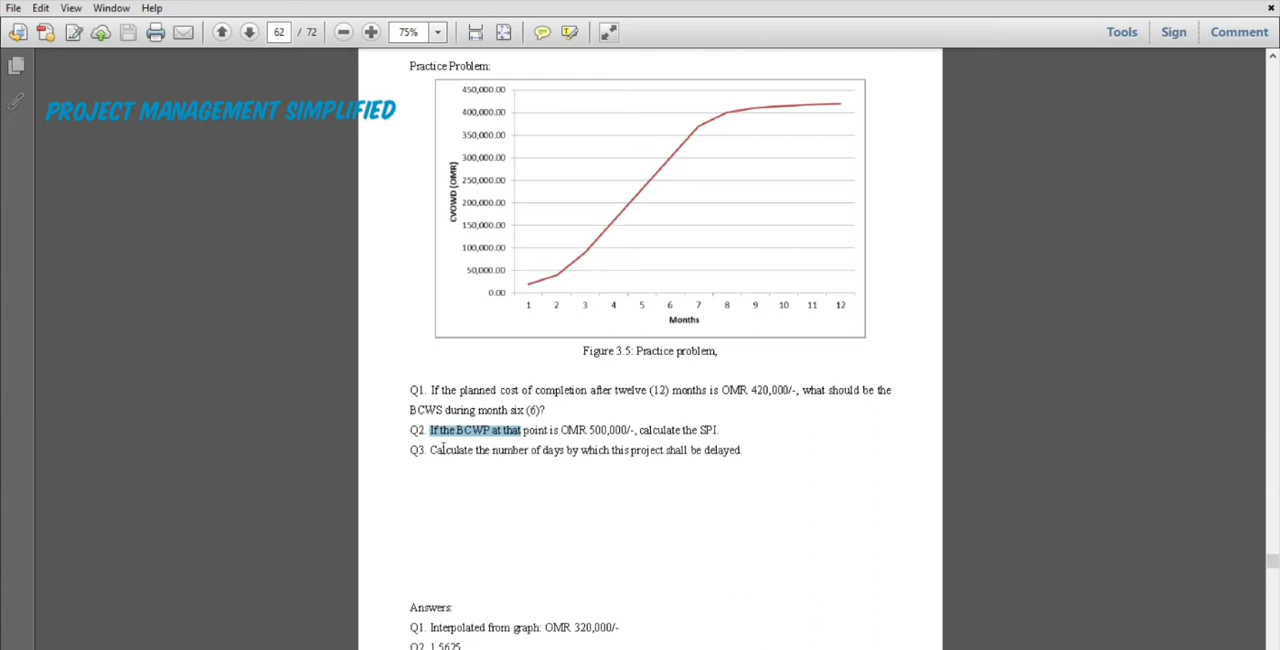 File Edit View Window Help
62 / 72 75% Tools Sign Comment
PROJECT MANAGEMENT SIMPLIFIED
Practice Problem:
450,000.00
400,000.00
350,000.00
300,000.00
250,000.00
200,000.00
150,000.00
100,000.00
50,000.00
0.00
CVOWD [OMR]
1 2 3 4 5 6 7 8 9 10 11 12
Months
Figure 3.5: Practice problem,
Q1. If the planned cost of completion after twelve (12) months is OMR 420,000/-, what should be the
BCWS during month six (6)?
Q2. If the BCWP at that point is OMR 500,000/-, calculate the SPI.
Q3. Calculate the number of days by which this project shall be delayed.
Answers:
Q1. Interpolated from graph: OMR 320,000/-
Q2. 1.5625